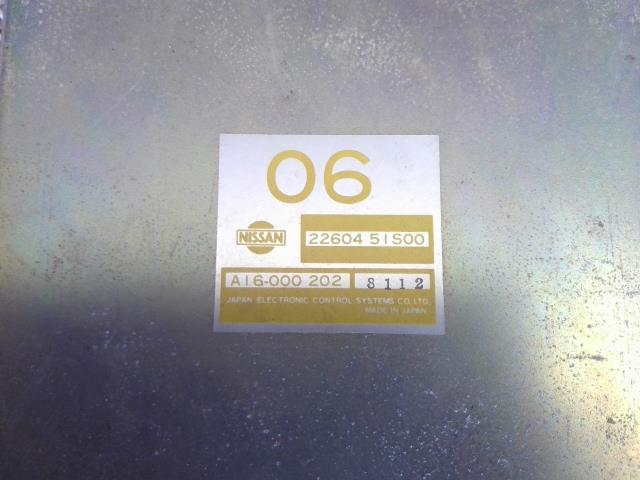 06
NISSAN
22604 51S00
A16-000 202
8112
JAPAN ELECTRONIC CONTROL SYSTEMS CO., LTD.
MADE IN JAPAN